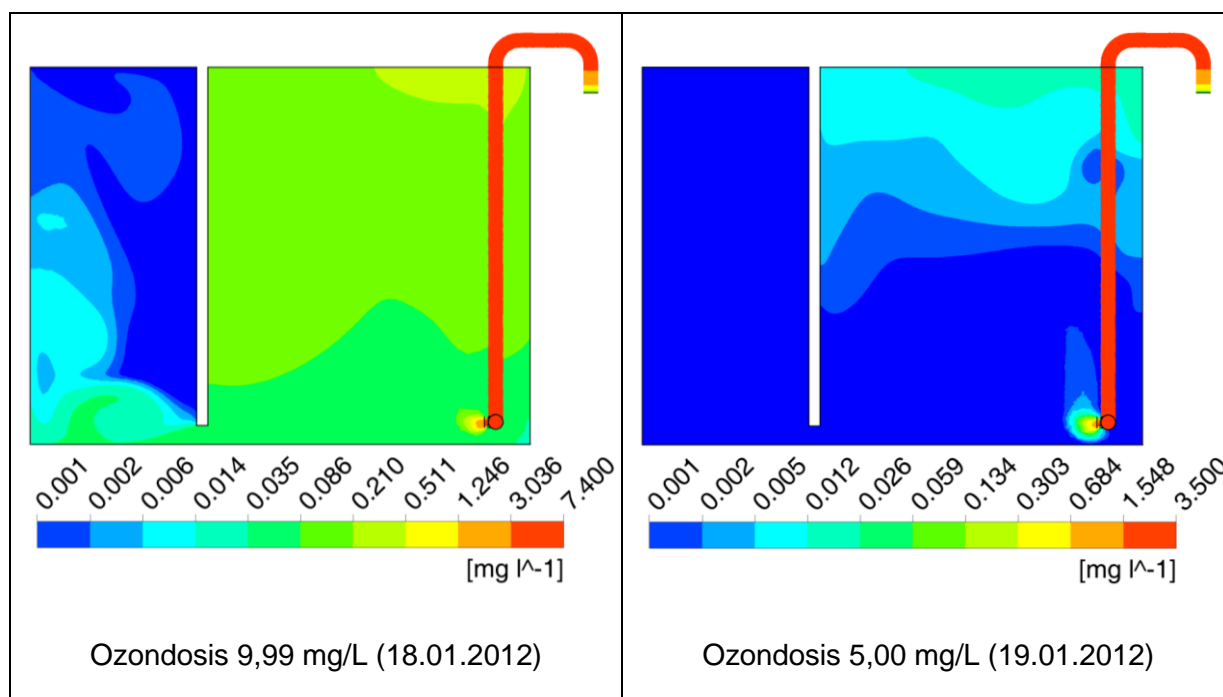 0.001 0.002 0.006 0.014 0.035 0.086 0.210 0.511 1.246 3.036 7.400
[mg l^-1]
Ozondosis 9,99 mg/L (18.01.2012)
0.001 0.002 0.005 0.012 0.026 0.059 0.134 0.303 0.684 1.548 3.500
[mg l^-1]
Ozondosis 5,00 mg/L (19.01.2012)